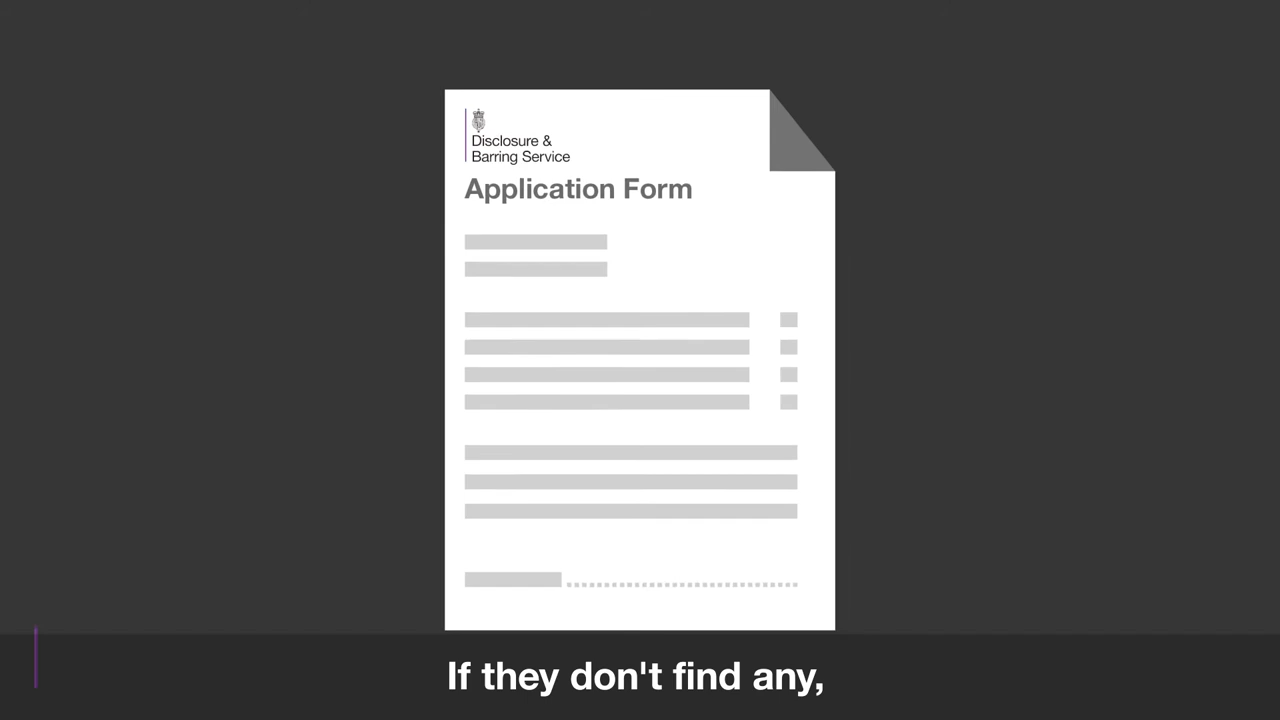 Disclosure &
Barring Service
Application Form
If they don't find any,